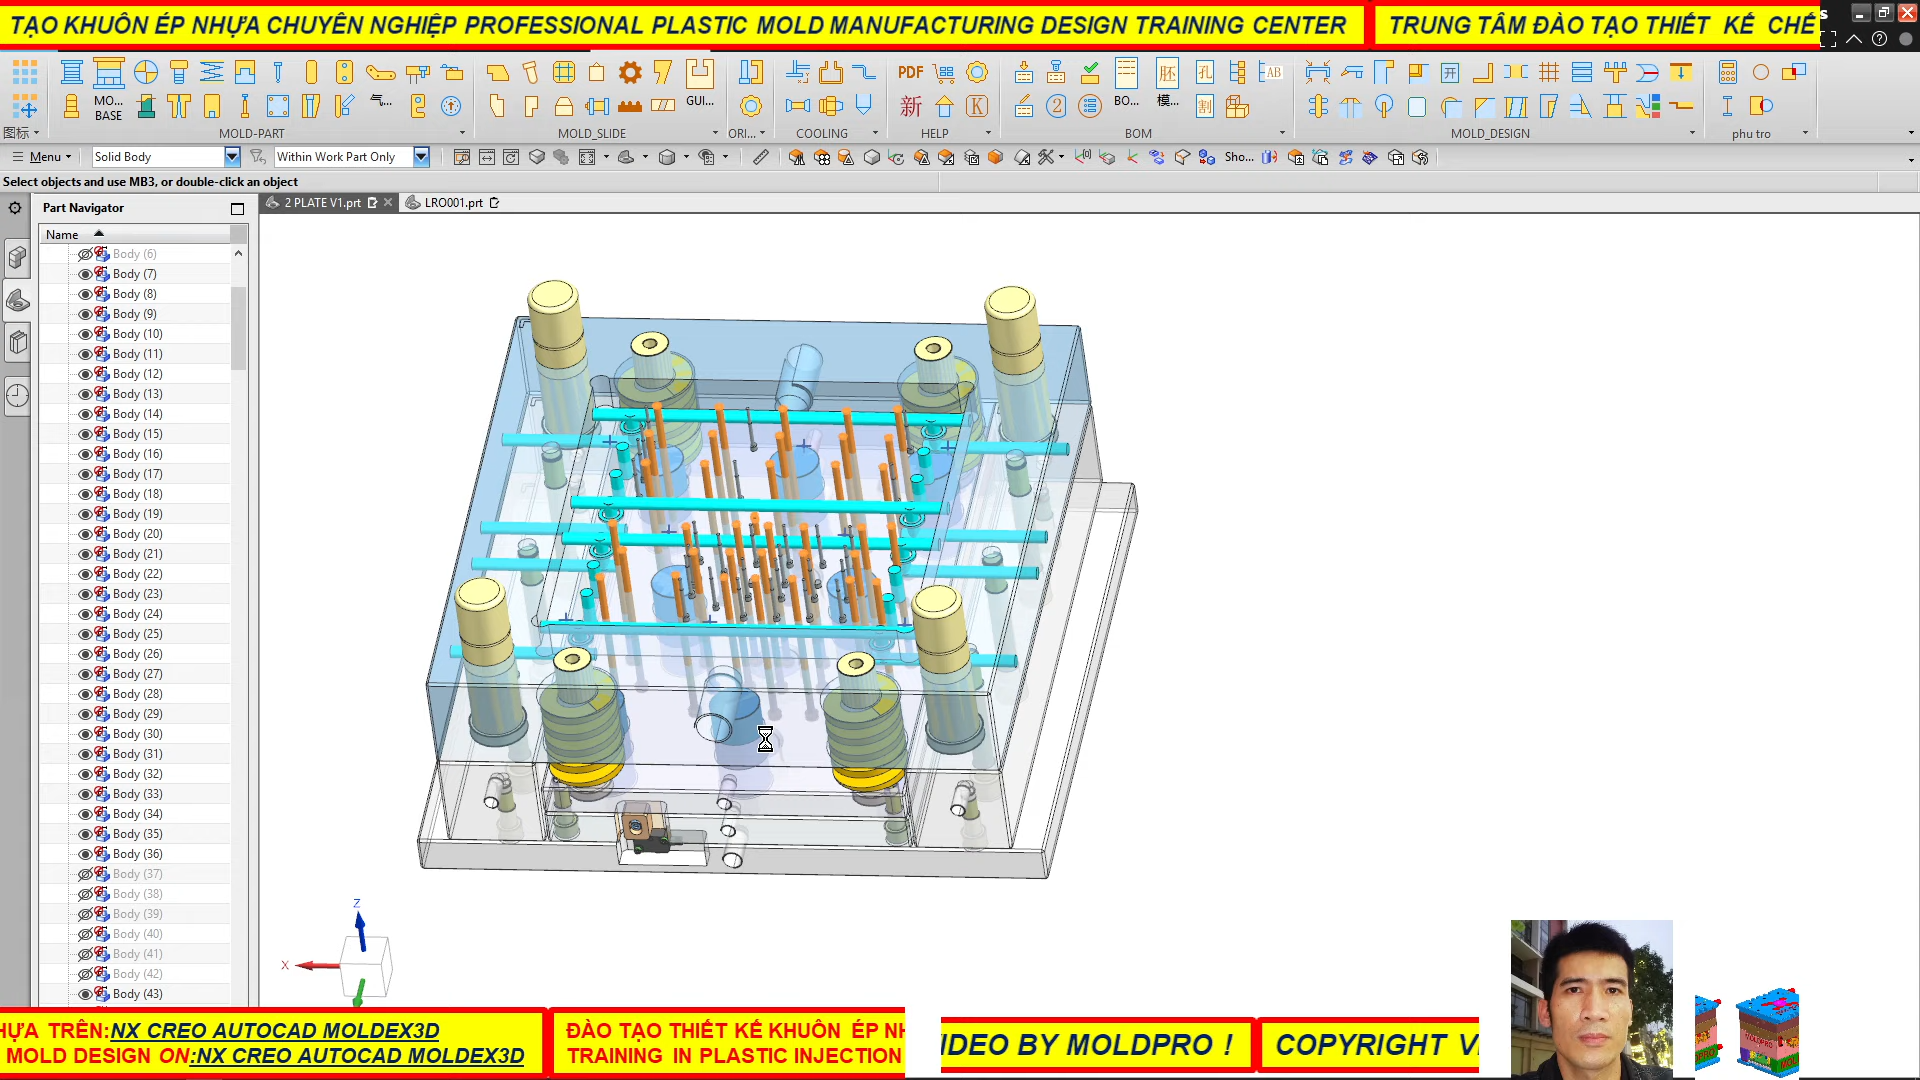 TẠO KHUÔN ÉP NHỰA CHUYÊN NGHIỆP PROFESSIONAL PLASTIC MOLD MANUFACTURING DESIGN TRAINING CENTER
TRUNG TÂM ĐÀO TẠO THIẾT KẾ CHẾ
MO... BASE
GUI...
PDF
新
K
2
BO...
胚
模...
孔
割
AB
开
图标
MOLD-PART
MOLD_SLIDE
ORI...
COOLING
HELP
BOM
MOLD_DESIGN
phu tro
Menu
Solid Body
Within Work Part Only
Sho...
Select objects and use MB3, or double-click an object
Part Navigator
2 PLATE V1.prt
LRO001.prt
Name
Body (6)
Body (7)
Body (8)
Body (9)
Body (10)
Body (11)
Body (12)
Body (13)
Body (14)
Body (15)
Body (16)
Body (17)
Body (18)
Body (19)
Body (20)
Body (21)
Body (22)
Body (23)
Body (24)
Body (25)
Body (26)
Body (27)
Body (28)
Body (29)
Body (30)
Body (31)
Body (32)
Body (33)
Body (34)
Body (35)
Body (36)
Body (37)
Body (38)
Body (39)
Body (40)
Body (41)
Body (42)
Body (43)
Z
X
HỰA TRÊN:NX CREO AUTOCAD MOLDEX3D
MOLD DESIGN ON:NX CREO AUTOCAD MOLDEX3D
ĐÀO TẠO THIẾT KẾ KHUÔN ÉP NH
TRAINING IN PLASTIC INJECTION
IDEO BY MOLDPRO !
COPYRIGHT VI